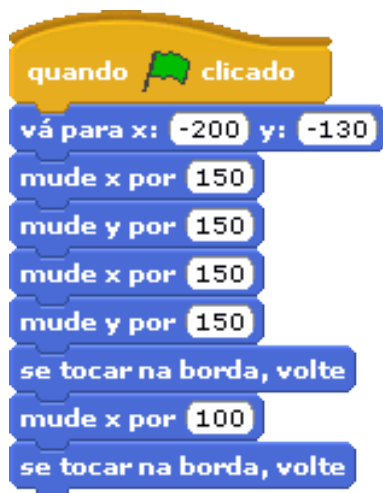 quando clicado
vá para x: -200 y: -130
mude x por 150
mude y por 150
mude x por 150
mude y por 150
se tocar na borda, volte
mude x por 100
se tocar na borda, volte